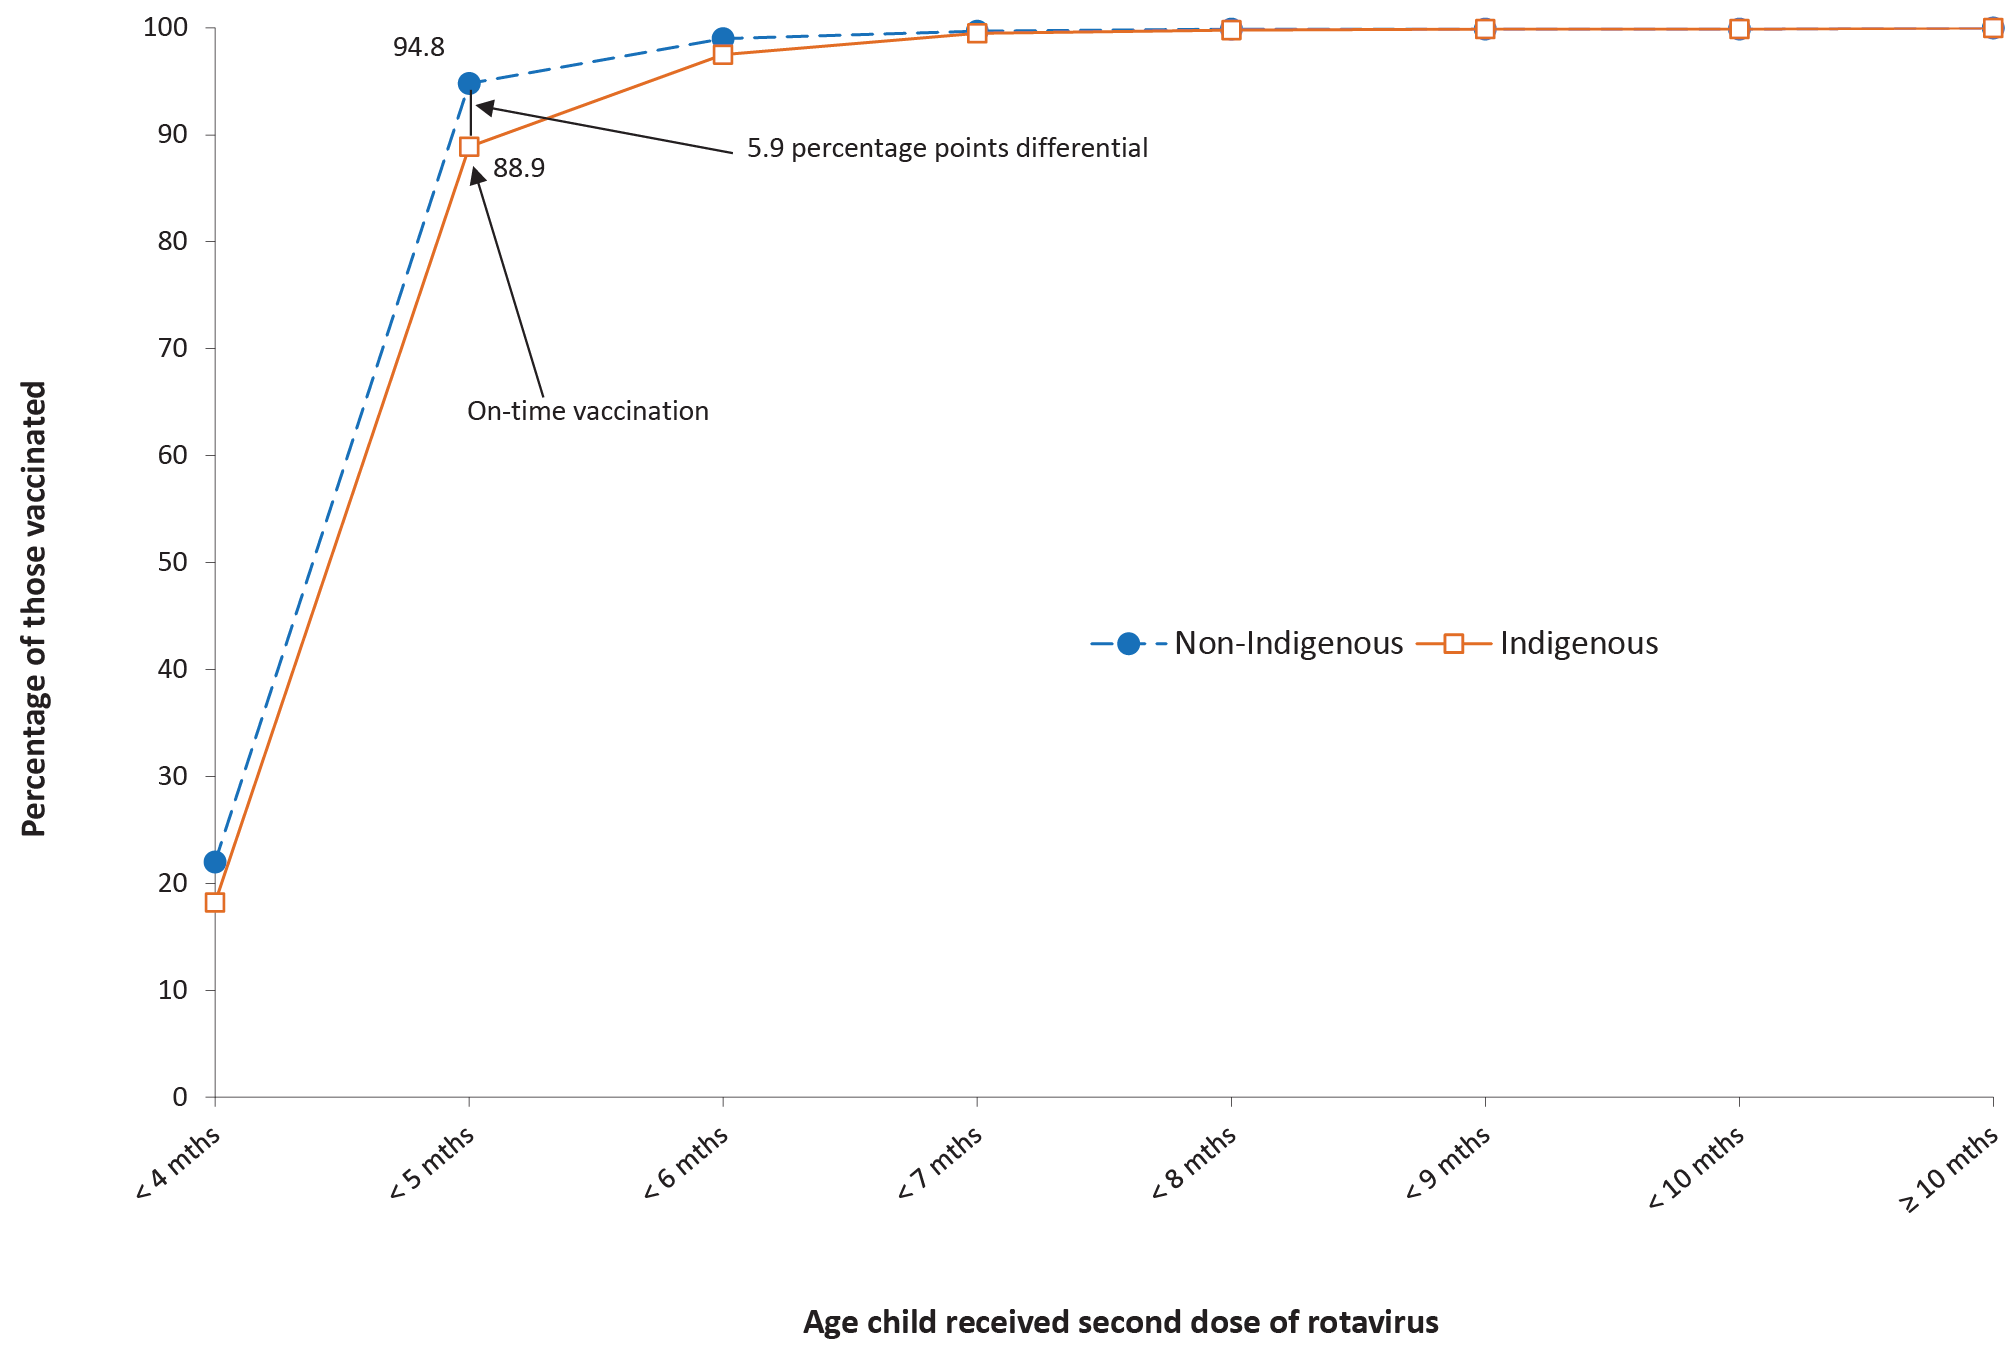 Percentage of those vaccinated
100
90
80
70
60
50
40
30
20
10
0
94.8
88.9
5.9 percentage points differential
On-time vaccination
Non-Indigenous
Indigenous
< 4 mths
< 5 mths
< 6 mths
< 7 mths
< 8 mths
< 9 mths
< 10 mths
≥ 10 mths
Age child received second dose of rotavirus